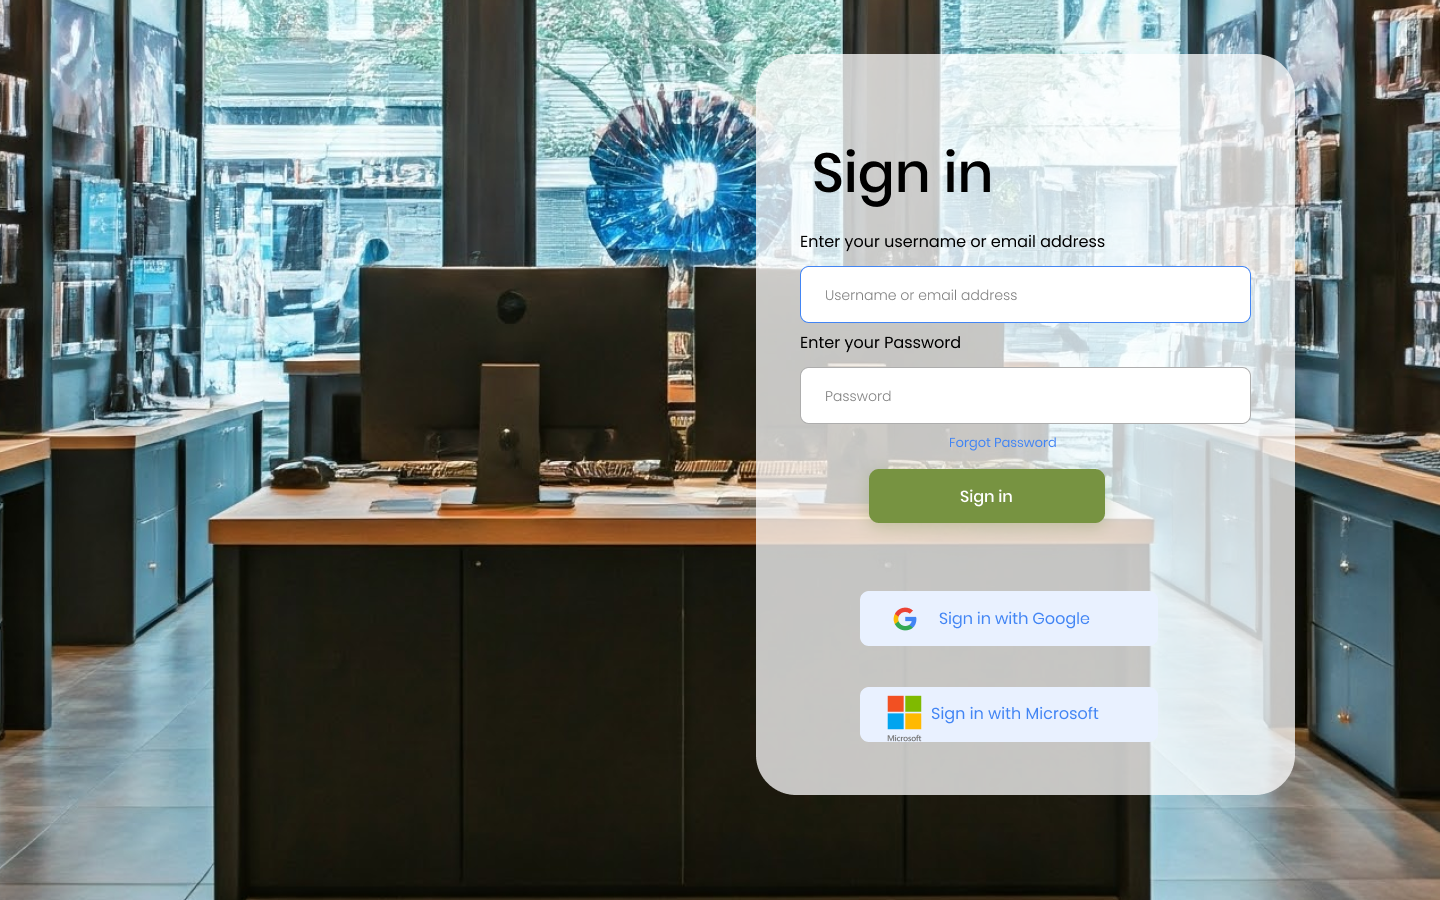 Sign in
Enter your username or email address
Username or email address
Enter your Password
Password
Forgot Password
Sign in
Sign in with Google
Sign in with Microsoft
Microsoft